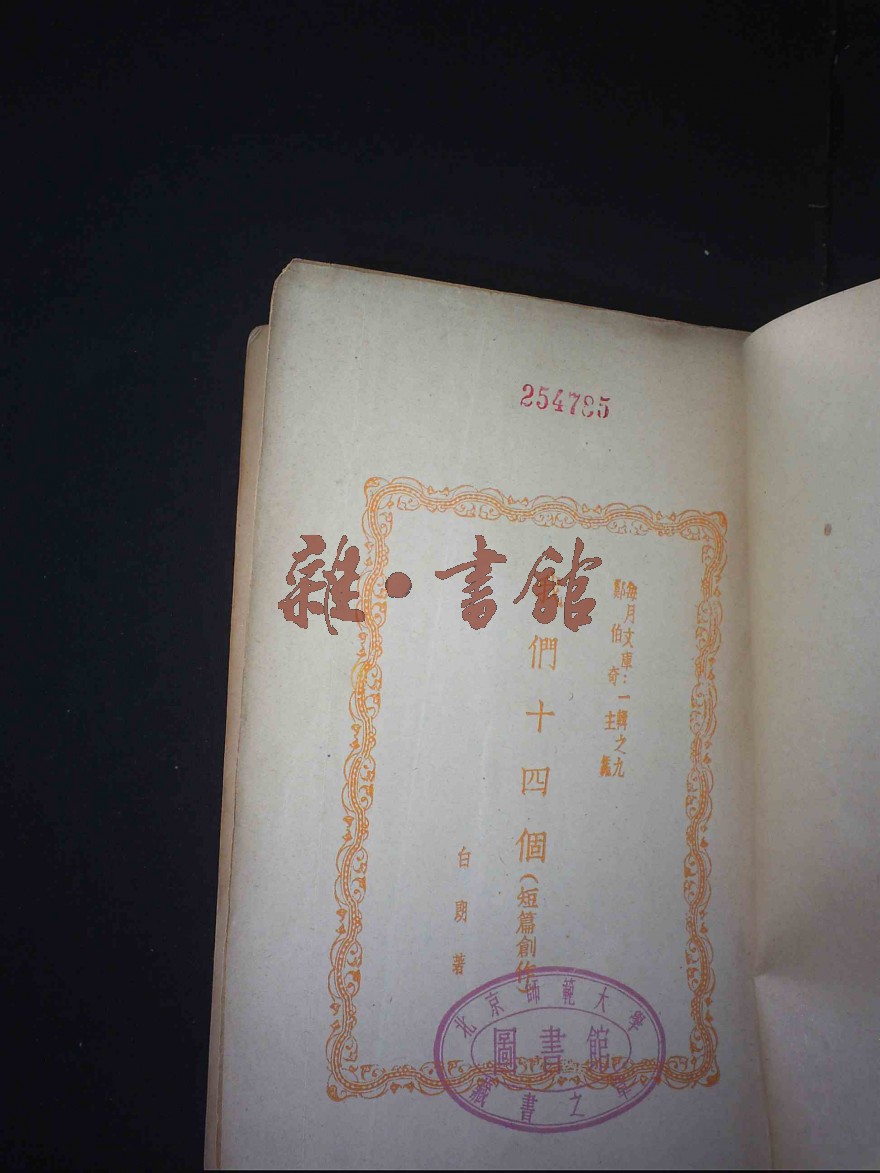 254785
雜·書館
每月文庫:一輯之九
鄭伯奇主編
們十四個(短篇創作)
白朗著
北京師範大學
圖書館
藏書之章